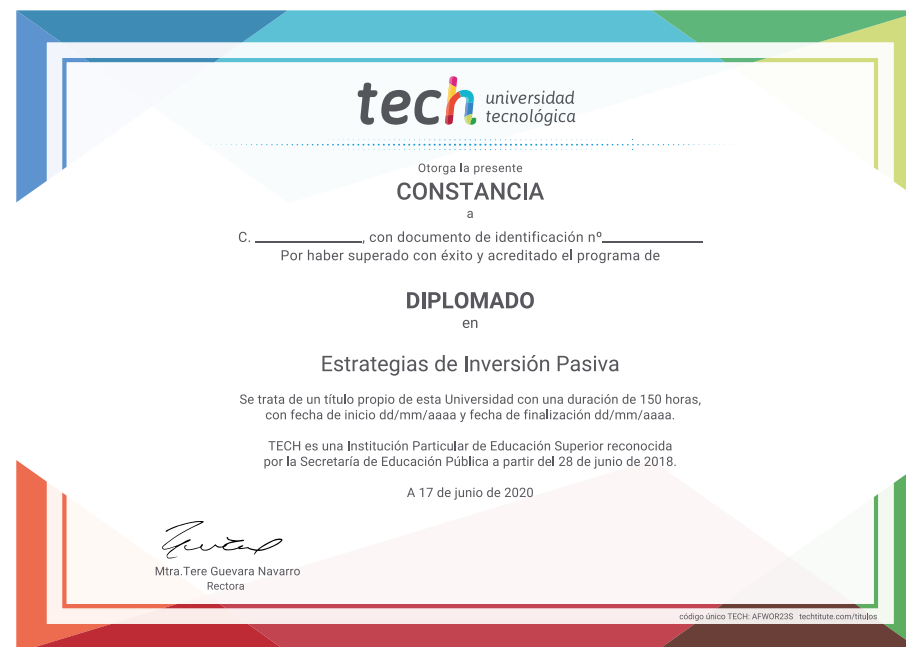 tech universidad
tecnológica
Otorga la presente
CONSTANCIA
a
C. ____________, con documento de identificación nº____________
Por haber superado con éxito y acreditado el programa de
DIPLOMADO
en
Estrategias de Inversión Pasiva
Se trata de un título propio de esta Universidad con una duración de 150 horas,
con fecha de inicio dd/mm/aaaa y fecha de finalización dd/mm/aaaa.
TECH es una Institución Particular de Educación Superior reconocida
por la Secretaría de Educación Pública a partir del 28 de junio de 2018.
A 17 de junio de 2020
Mtra.Tere Guevara Navarro
Rectora
código único TECH: AFWOR23S techtitute.com/titulos